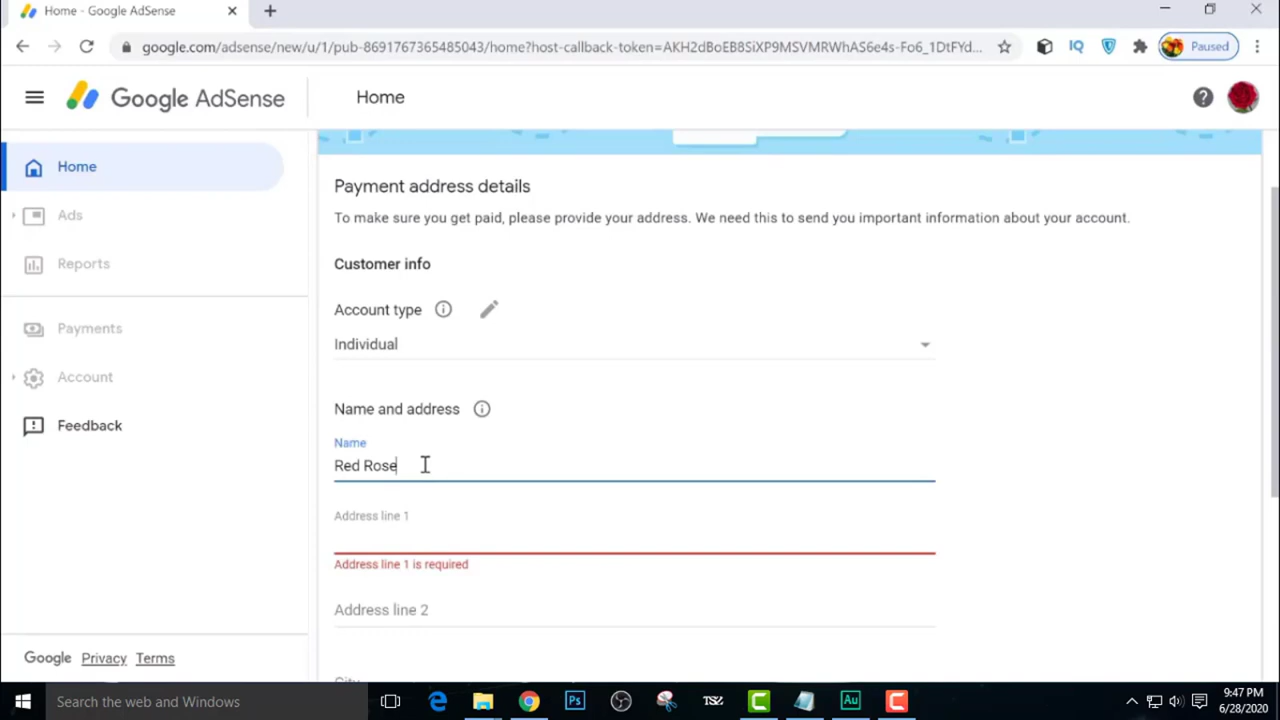 Home - Google AdSense
google.com/adsense/new/u/1/pub-8691767365485043/home?host-callback-token=AKH2dBoEB8SiXP9MSVMRWhAS6e4s-Fo6_1DtFYd...
IQ
Paused
Google AdSense
Home
Home
Ads
Reports
Payments
Account
Feedback
Google Privacy Terms
Payment address details
To make sure you get paid, please provide your address. We need this to send you important information about your account.
Customer info
Account type
Individual
Name and address
Name
Red Rose
Address line 1
Address line 1 is required
Address line 2
Search the web and Windows
Ps
TSZ
Au
9:47 PM
6/28/2020